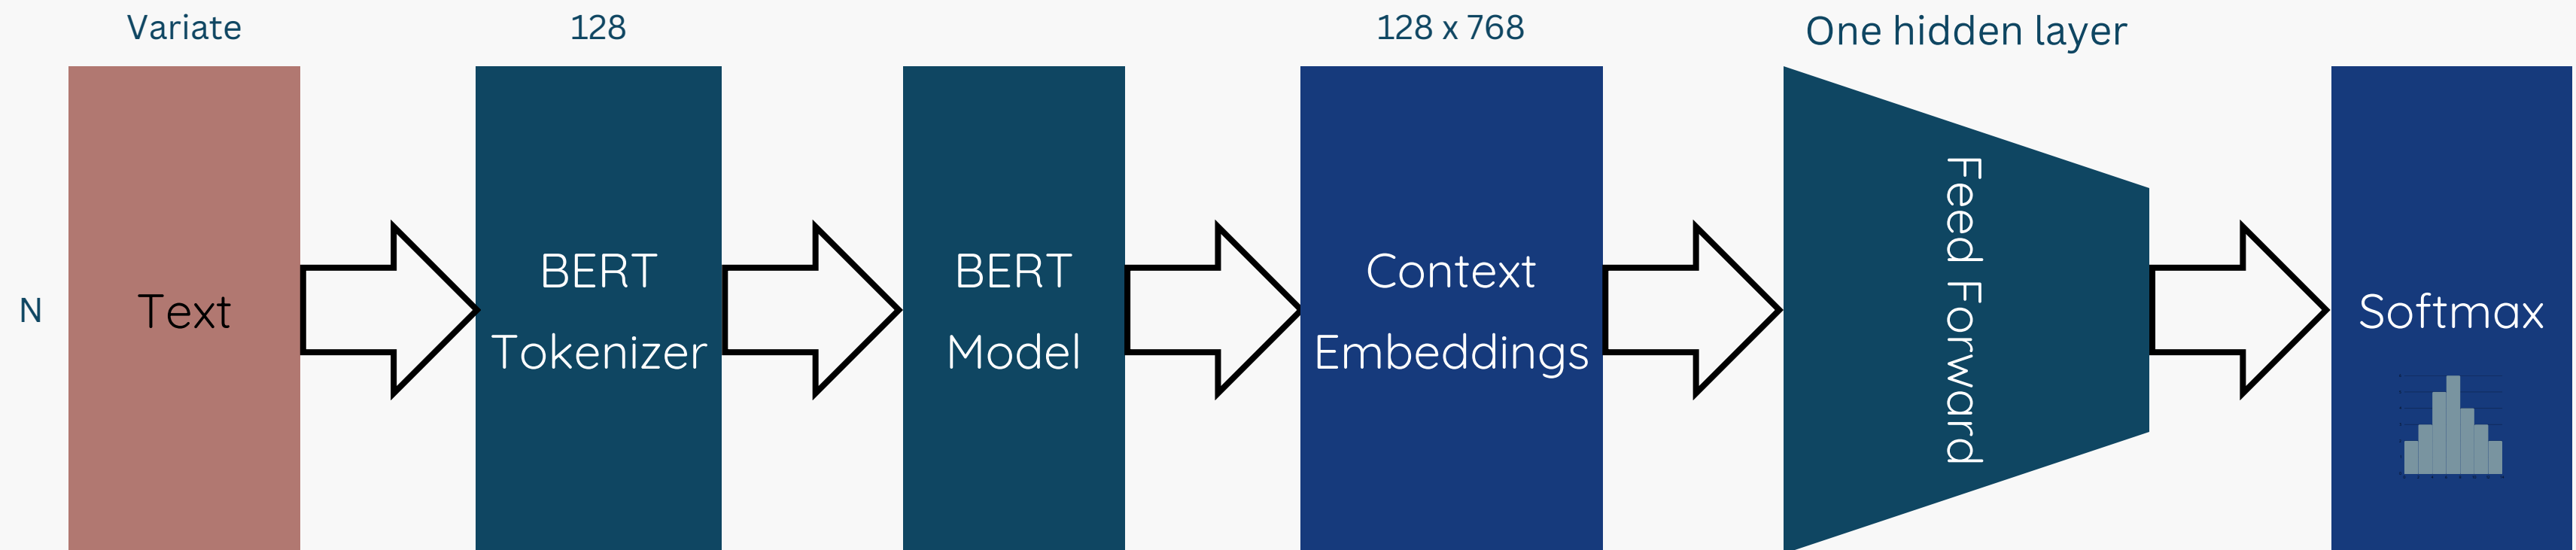 Variate
128
128 x 768
One hidden layer
N
Text
BERT
Tokenizer
BERT
Model
Context
Embeddings
Feed Forward
Softmax